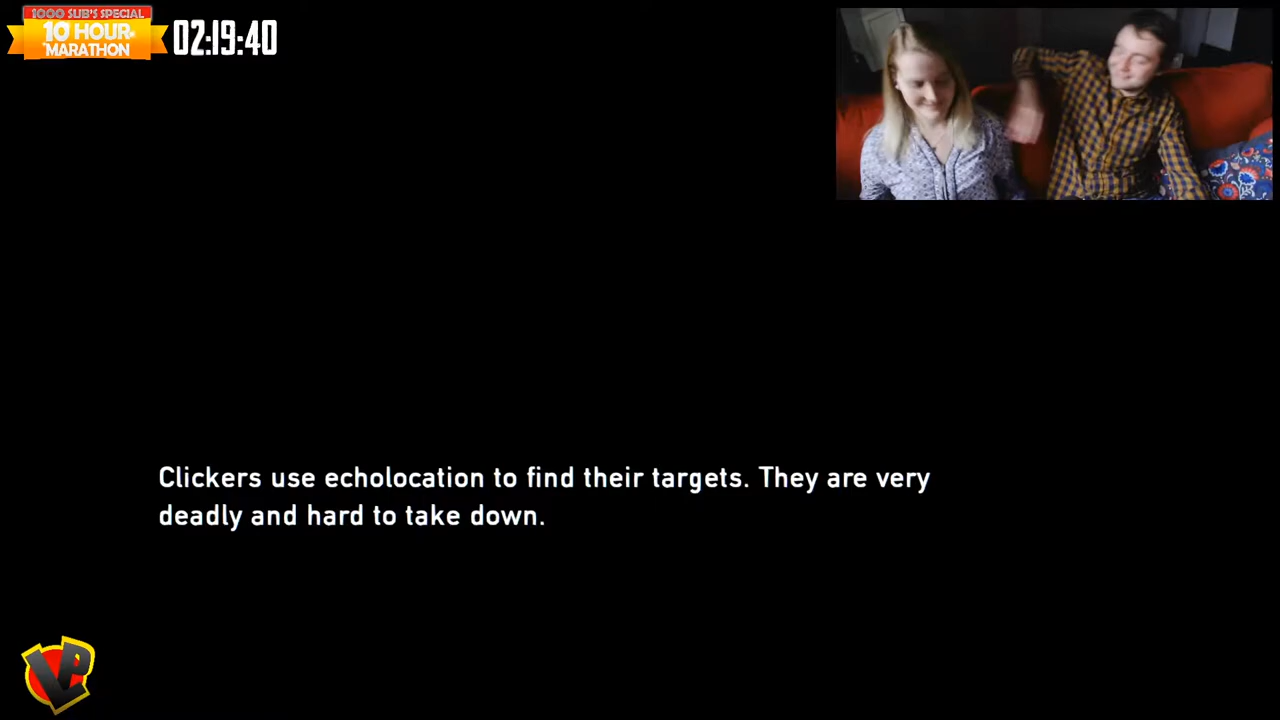 1000 SUB'S SPECIAL
10 HOUR
MARATHON
02:19:40
Clickers use echolocation to find their targets. They are very
deadly and hard to take down.
VP